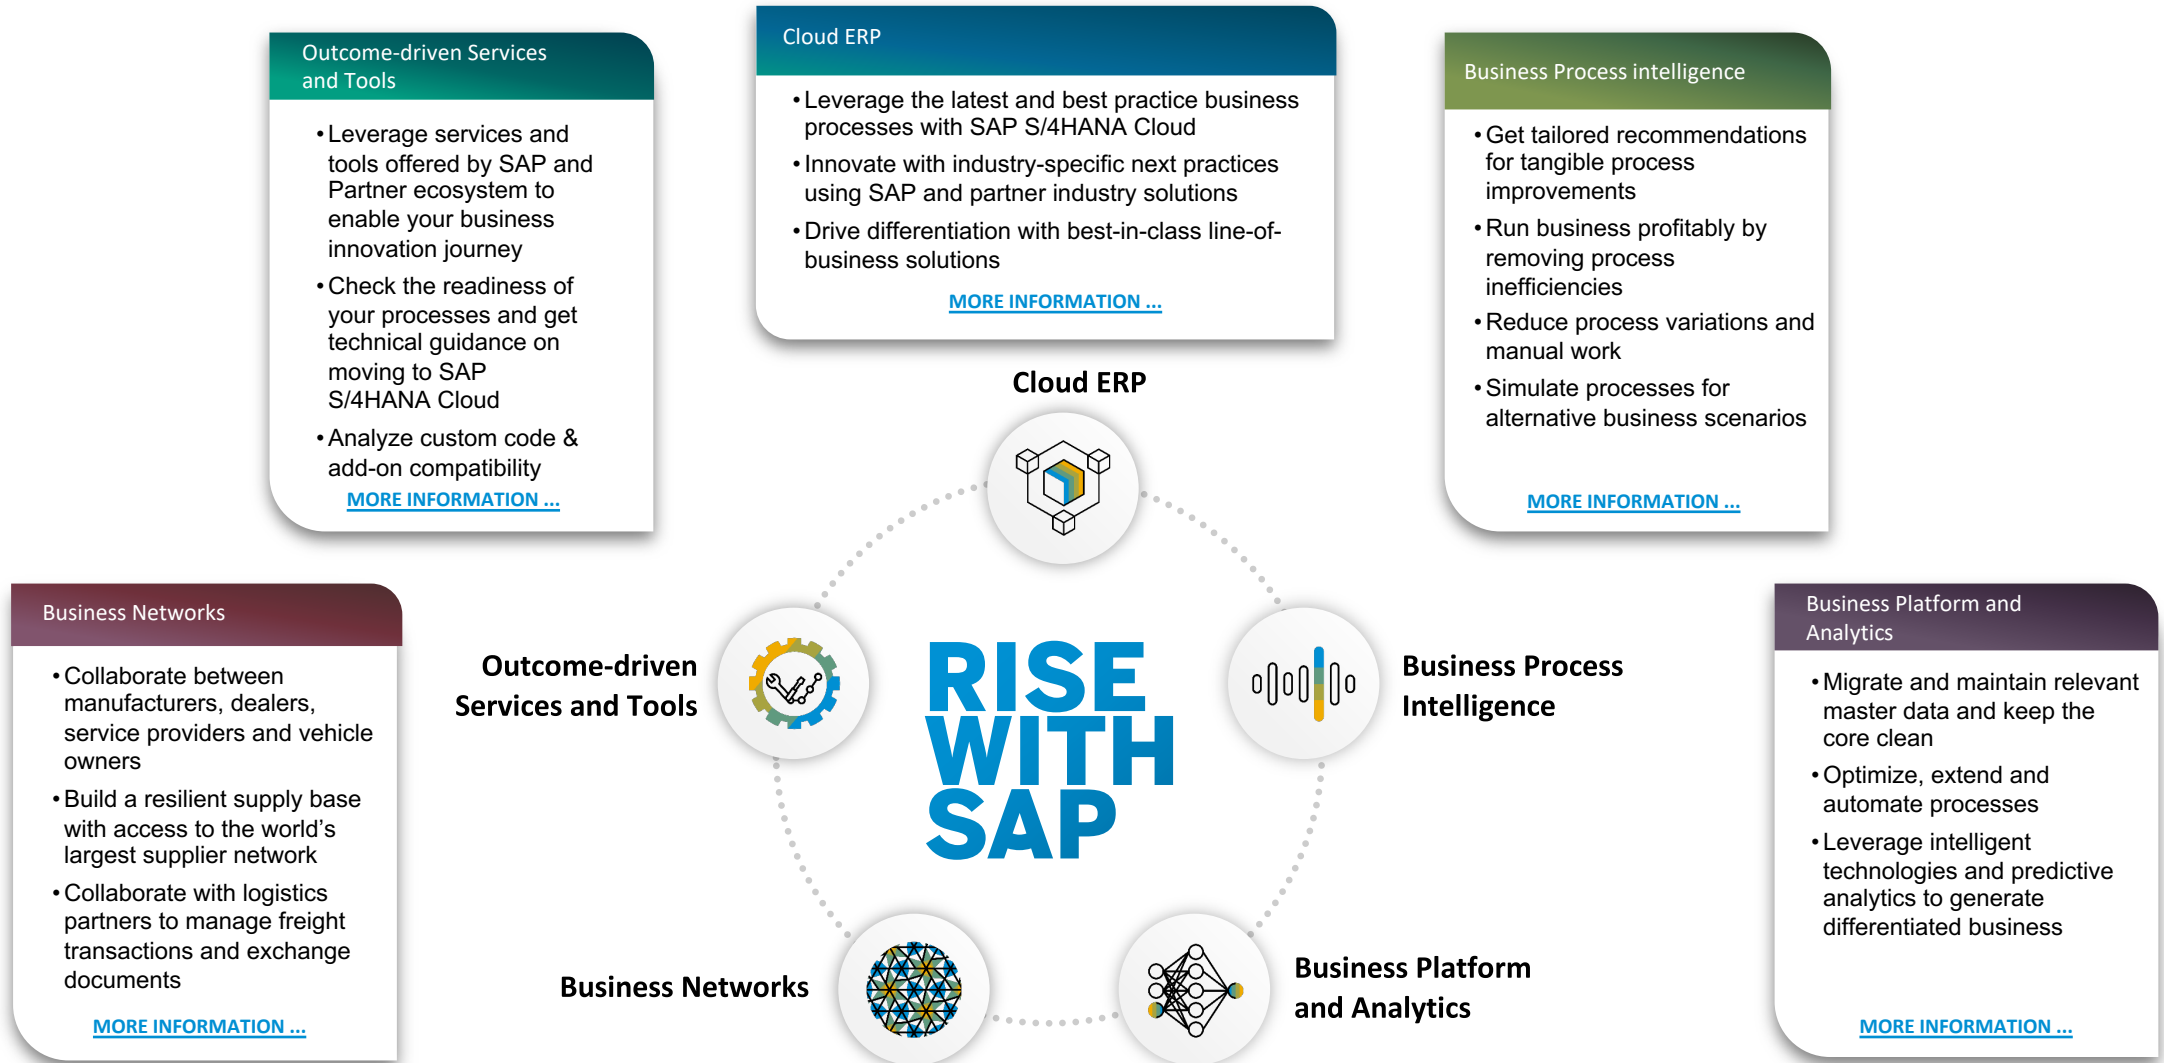 Outcome-driven Services
and Tools
• Leverage services and
tools offered by SAP and
Partner ecosystem to
enable your business
innovation journey
• Check the readiness of
your processes and get
technical guidance on
moving to SAP
S/4HANA Cloud
• Analyze custom code &
add-on compatibility
MORE INFORMATION ...
Cloud ERP
• Leverage the latest and best practice business
processes with SAP S/4HANA Cloud
• Innovate with industry-specific next practices
using SAP and partner industry solutions
• Drive differentiation with best-in-class line-of-
business solutions
MORE INFORMATION ...
Business Process intelligence
• Get tailored recommendations
for tangible process
improvements
• Run business profitably by
removing process
inefficiencies
• Reduce process variations and
manual work
• Simulate processes for
alternative business scenarios
MORE INFORMATION ...
Business Networks
• Collaborate between
manufacturers, dealers,
service providers and vehicle
owners
• Build a resilient supply base
with access to the world's
largest supplier network
• Collaborate with logistics
partners to manage freight
transactions and exchange
documents
MORE INFORMATION ...
Cloud ERP
Outcome-driven
Services and Tools
RISE
WITH
SAP
Business Process
Intelligence
Business Networks
Business Platform
and Analytics
Business Platform and
Analytics
• Migrate and maintain relevant
master data and keep the
core clean
• Optimize, extend and
automate processes
• Leverage intelligent
technologies and predictive
analytics to generate
differentiated business
MORE INFORMATION ...